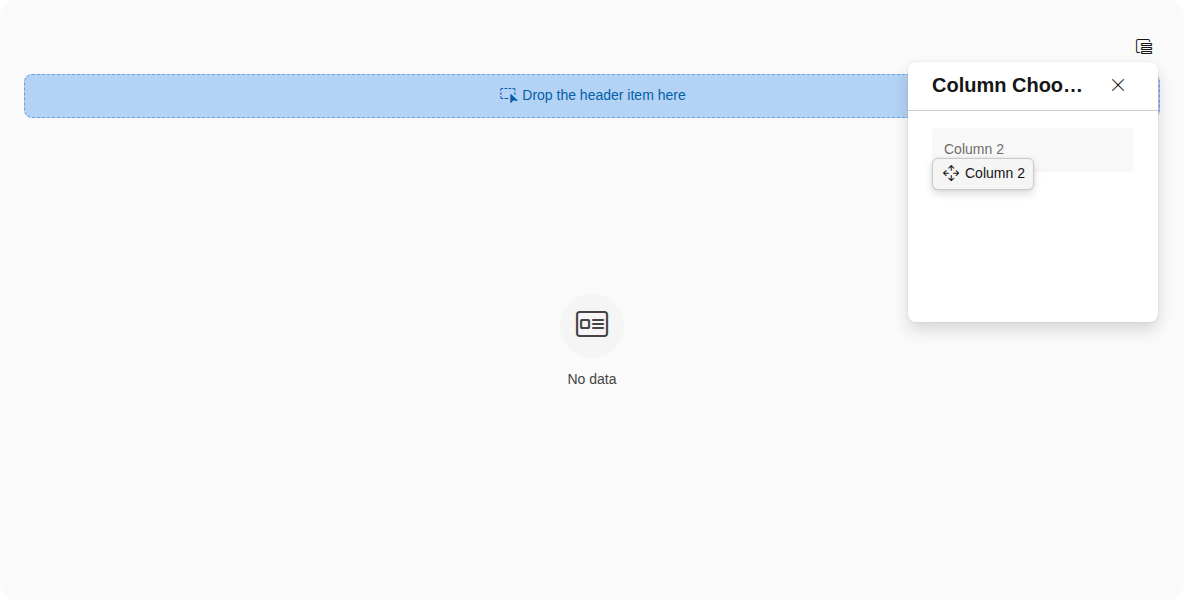 Drop the header item here
Column Choo…
Column 2
Column 2
No data